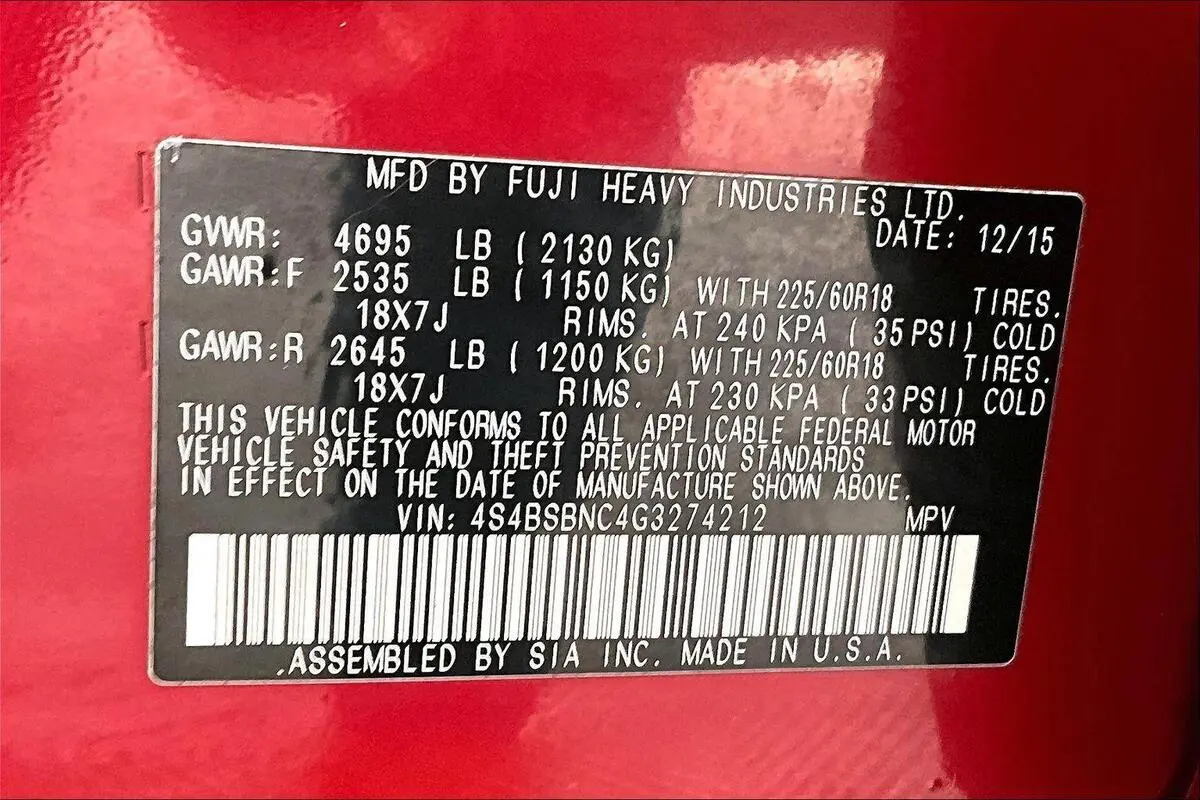 MFD BY FUJI HEAVY INDUSTRIES LTD.
DATE: 12/15
GVWR: 4695 LB ( 2130 KG)
GAWR:F 2535 LB ( 1150 KG) WITH 225/60R18 TIRES.
18X7J RIMS. AT 240 KPA ( 35 PSI) COLD
GAWR:R 2645 LB ( 1200 KG) WITH 225/60R18 TIRES.
18X7J RIMS. AT 230 KPA ( 33 PSI) COLD
THIS VEHICLE CONFORMS TO ALL APPLICABLE FEDERAL MOTOR
VEHICLE SAFETY AND THEFT PREVENTION STANDARDS
IN EFFECT ON THE DATE OF MANUFACTURE SHOWN ABOVE.
VIN: 4S4BSBNC4G3274212 MPV
.ASSEMBLED BY SIA INC. MADE IN U.S.A.